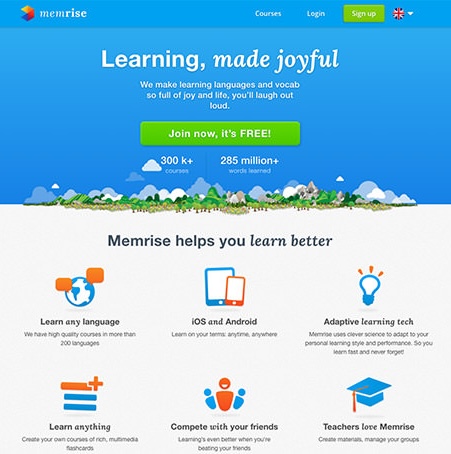 memrise
Courses
Login
Sign up
Learning, made joyful
We make learning languages and vocab
so full of joy and life, you'll laugh out
loud.
Join now, it's FREE!
300 k+
courses
285 million+
words learned
Memrise helps you learn better
Learn any language
We have high quality courses in more than
200 languages
iOS and Android
Learn on your terms: anytime, anywhere
Adaptive learning tech
Memrise uses clever science to adapt to your
personal learning style and performance. So you
learn fast and never forget!
Learn anything
Create your own courses of rich, multimedia
flashcards
Compete with your friends
Learning's even better when you're
beating your friends
Teachers love Memrise
Create materials, manage your groups